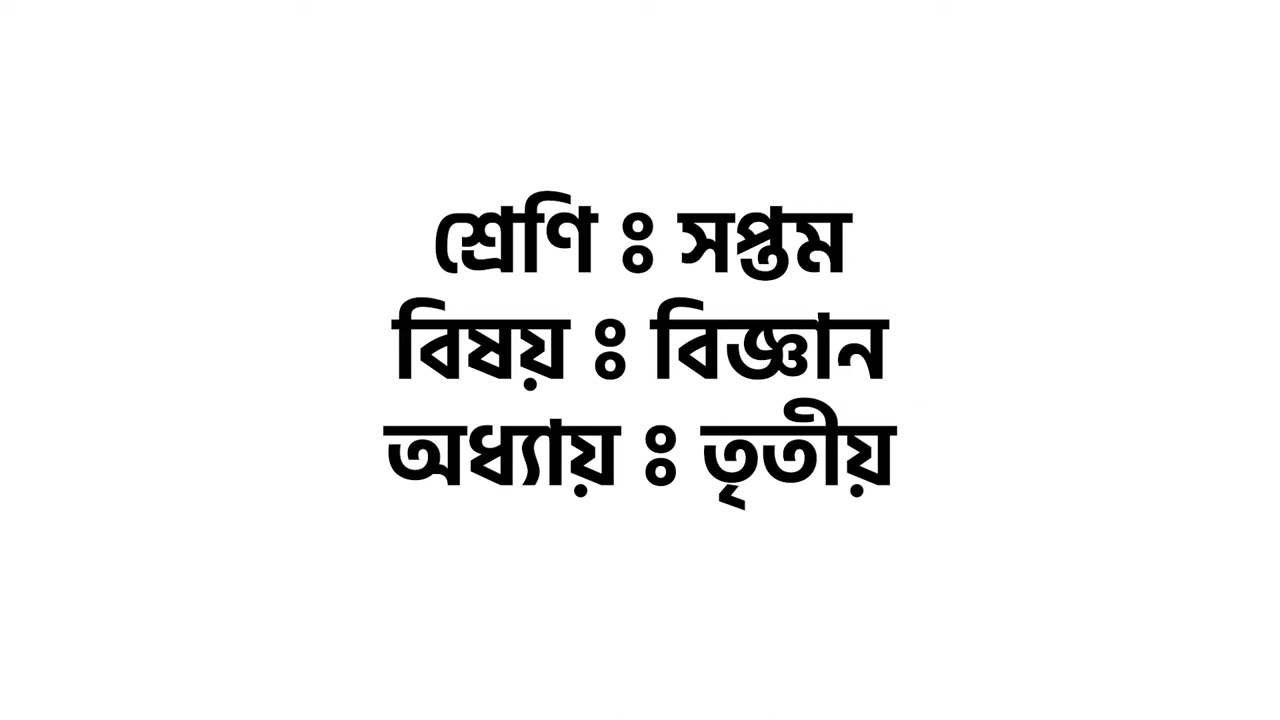 শ্রেণি ঃ সপ্তম
বিষয় ঃ বিজ্ঞান
অধ্যায় ঃ তৃতীয়